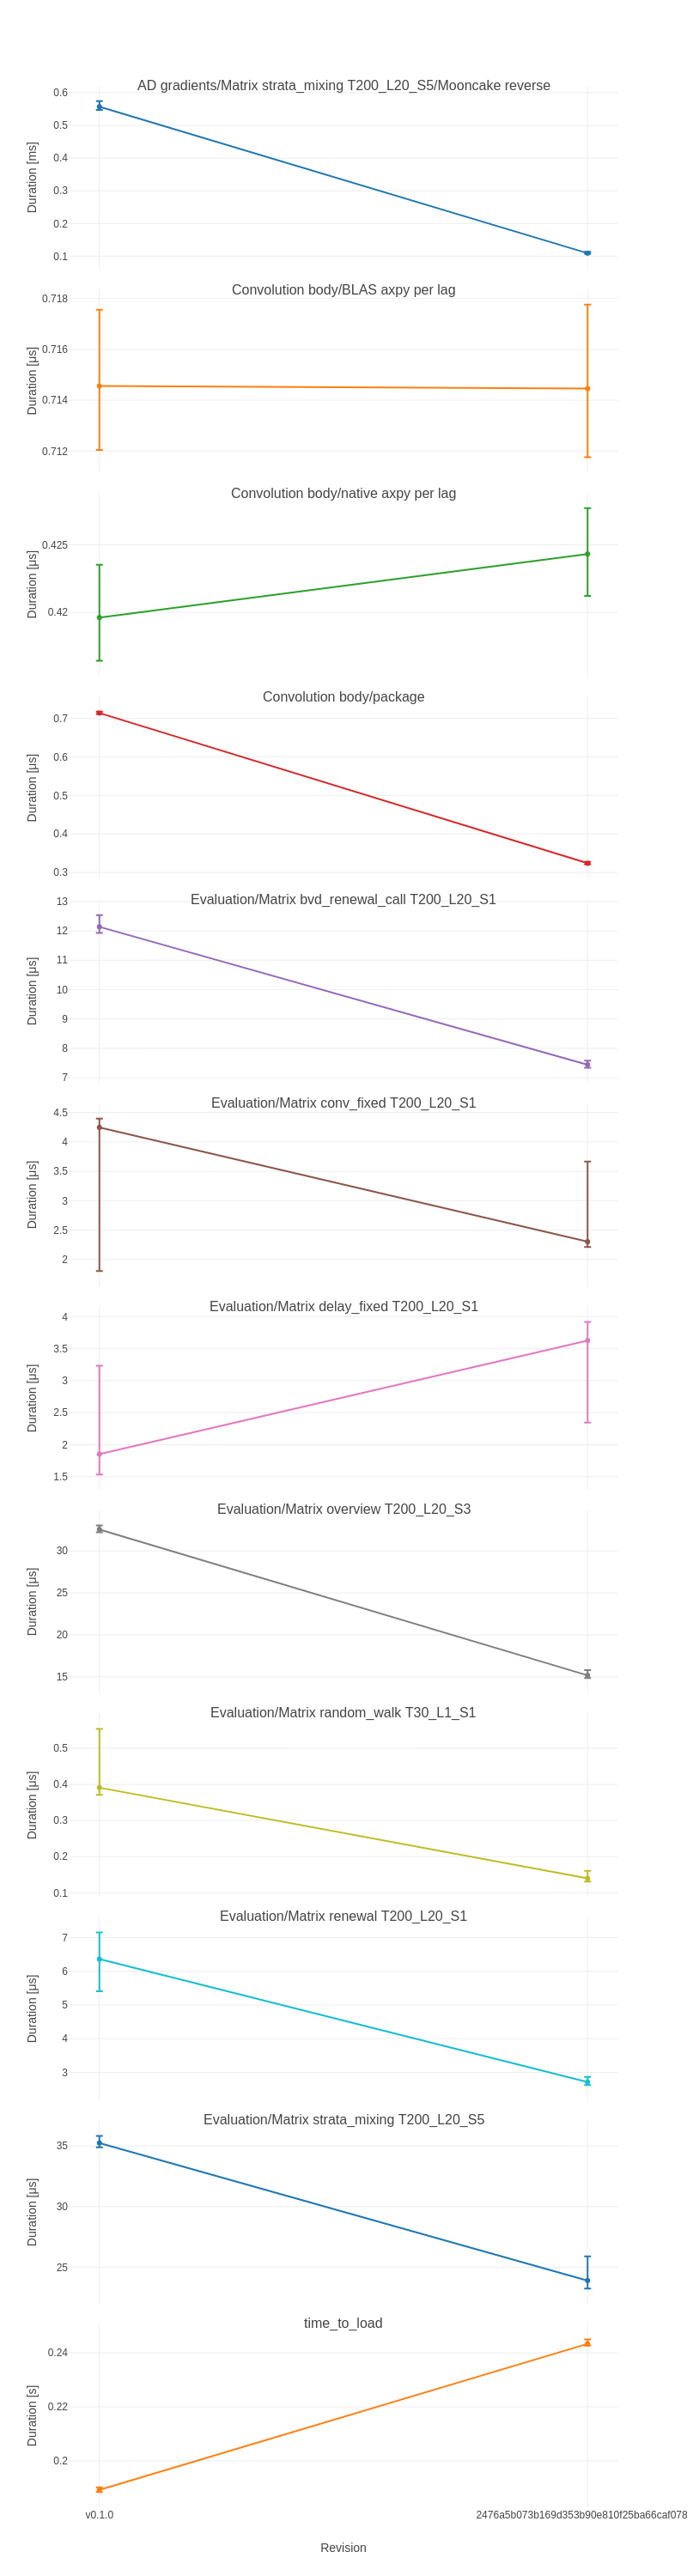 AD gradients/Matrix strata_mixing T200_L20_S5/Mooncake reverse
0.6
0.5
0.4
0.3
0.2
0.1
Duration [ms]
Convolution body/BLAS axpy per lag
0.718
0.716
0.714
0.712
Duration [μs]
Convolution body/native axpy per lag
0.425
0.42
Duration [μs]
Convolution body/package
0.7
0.6
0.5
0.4
0.3
Duration [μs]
Evaluation/Matrix bvd_renewal_call T200_L20_S1
13
12
11
10
9
8
7
Duration [μs]
Evaluation/Matrix conv_fixed T200_L20_S1
4.5
4
3.5
3
2.5
2
Duration [μs]
Evaluation/Matrix delay_fixed T200_L20_S1
4
3.5
3
2.5
2
1.5
Duration [μs]
Evaluation/Matrix overview T200_L20_S3
30
25
20
15
Duration [μs]
Evaluation/Matrix random_walk T30_L1_S1
0.5
0.4
0.3
0.2
0.1
Duration [μs]
Evaluation/Matrix renewal T200_L20_S1
7
6
5
4
3
Duration [μs]
Evaluation/Matrix strata_mixing T200_L20_S5
35
30
25
Duration [μs]
time_to_load
0.24
0.22
0.2
Duration [s]
v0.1.0
2476a5b073b169d353b90e810f25ba66caf078
Revision